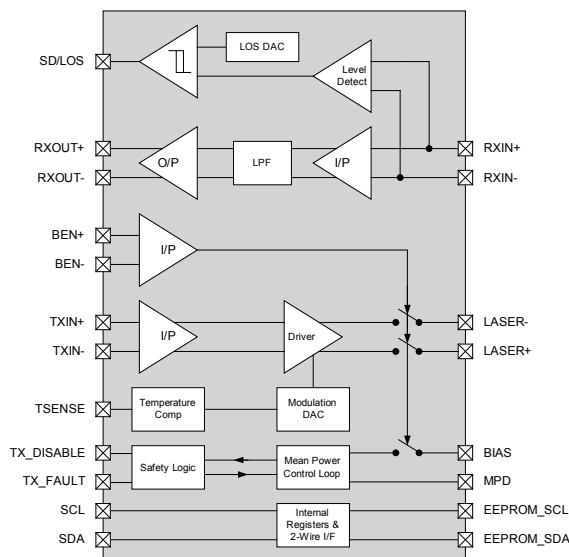 LOS DAC
SD/LOS
Level
Detect
RXOUT+
RXIN+
O/P
LPF
I/P
RXOUT-
RXIN-
BEN+
I/P
BEN-
TXIN+
LASER-
I/P
Driver
TXIN-
LASER+
TSENSE
Temperature
Comp
Modulation
DAC
TX_DISABLE
BIAS
Safety Logic
Mean Power
Control Loop
TX_FAULT
MPD
SCL
EEPROM_SCL
Internal
Registers &
2-Wire I/F
SDA
EEPROM_SDA